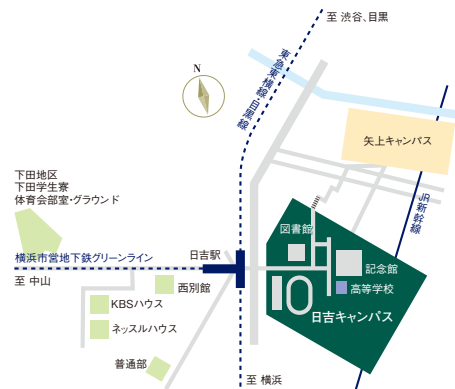 至 渋谷、目黒
N
東急東横線・目黒線
矢上キャンパス
下田地区
下田学生寮
体育会部室・グラウンド
JR新幹線
図書館
日吉駅
横浜市営地下鉄グリーンライン
記念館
至 中山
西別館
高等学校
KBSハウス
日吉キャンパス
ネッスルハウス
普通部
至 横浜